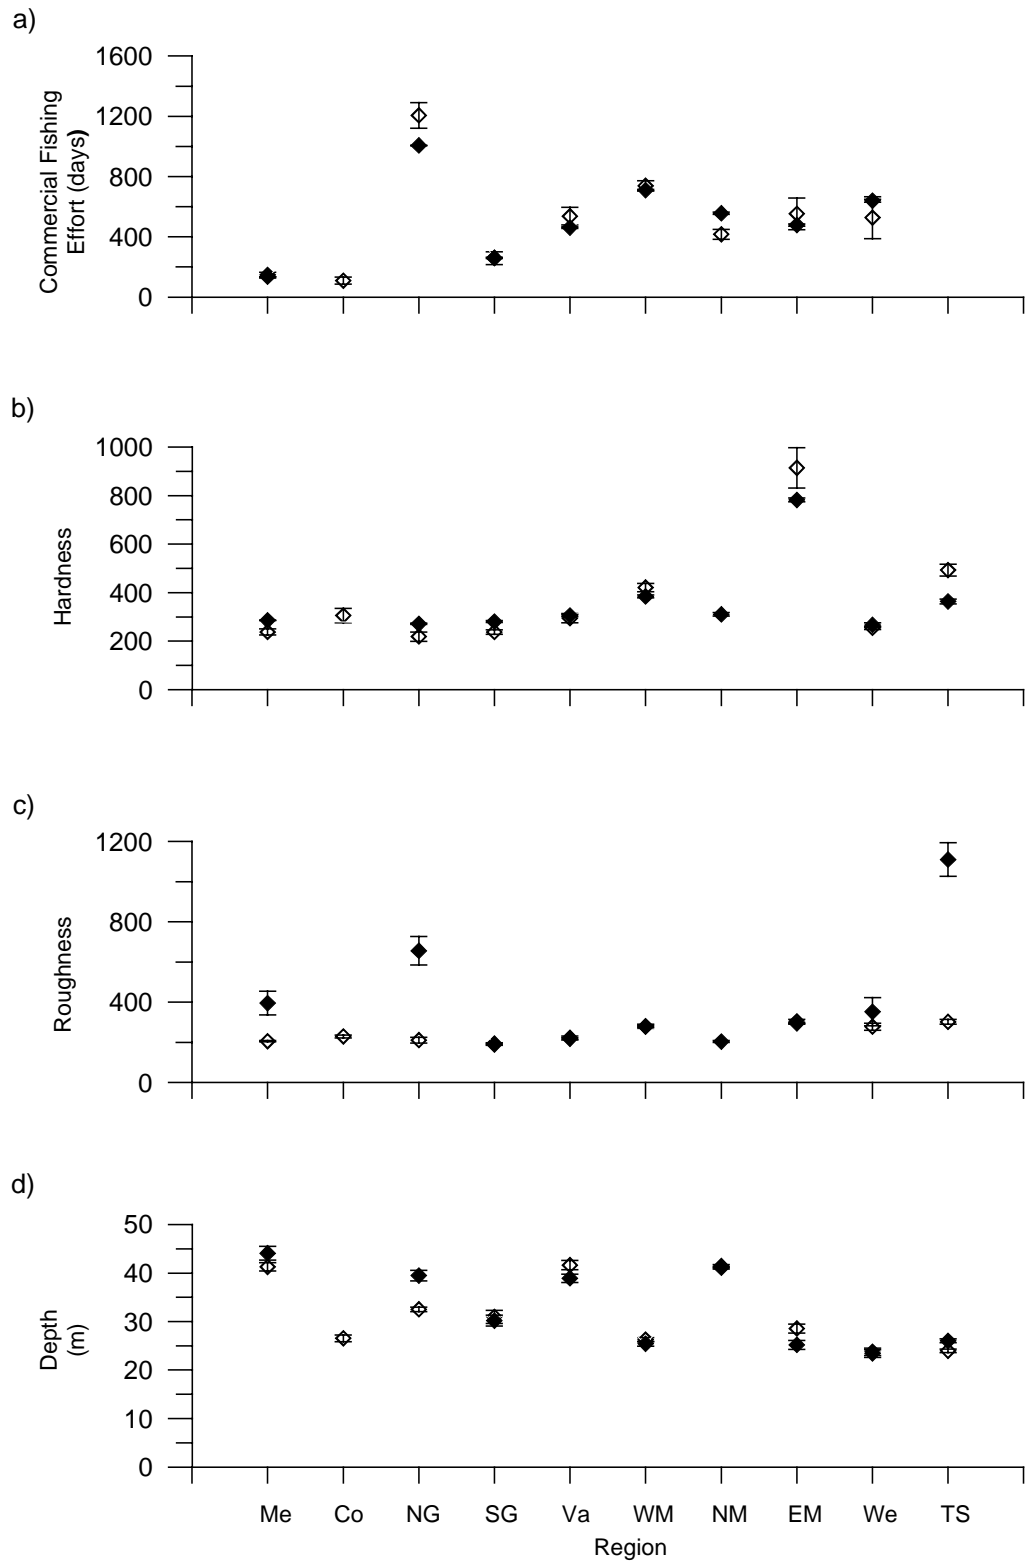 a)
1600
1200
800
400
0
Commercial Fishing
Effort (days)
b)
1000
800
600
400
200
0
Hardness
c)
1200
800
400
0
Roughness
d)
50
40
30
20
10
0
Depth
(m)
Me Co NG SG Va WM NM EM We TS
Region